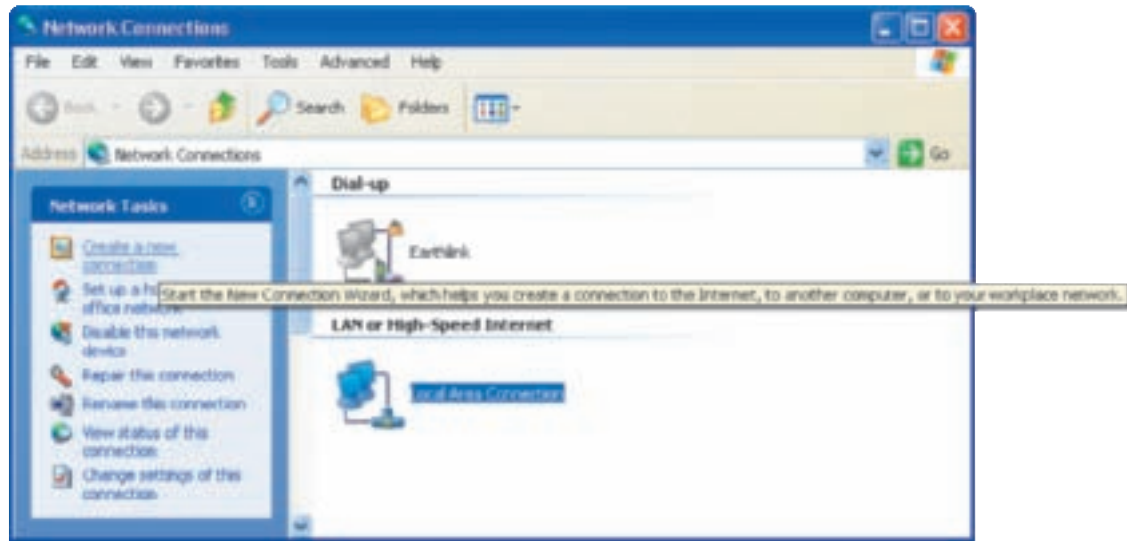 Network Connections
File Edit View Favorites Tools Advanced Help
Back Search Folders
Address Network Connections Go
Network Tasks
Create a new
connection
Set up a
office network
Disable this network
device
Repair this connection
Rename this connection
View status of this
connection
Change settings of this
connection
Dial-up
Earthlink
Start the New Connection Wizard, which helps you create a connection to the Internet, to another computer, or to your workplace network.
LAN or High-Speed Internet
Local Area Connection